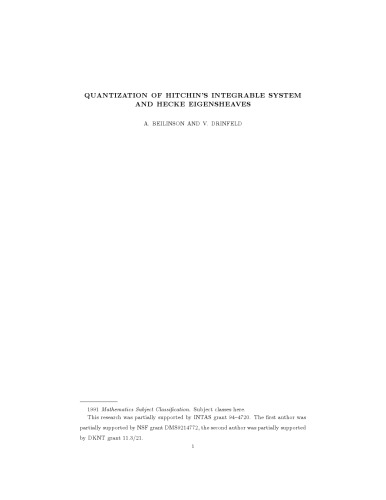 QUANTIZATION OF HITCHIN'S INTEGRABLE SYSTEM
AND HECKE EIGENSHEAVES
A. BEILINSON AND V. DRINFELD
1991 Mathematics Subject Classification. Subject classes here.
This research was partially supported by INTAS grant 94–4720. The first author was
partially supported by NSF grant DMS9214772, the second author was partially supported
by DKNT grant 11.3/21.
1